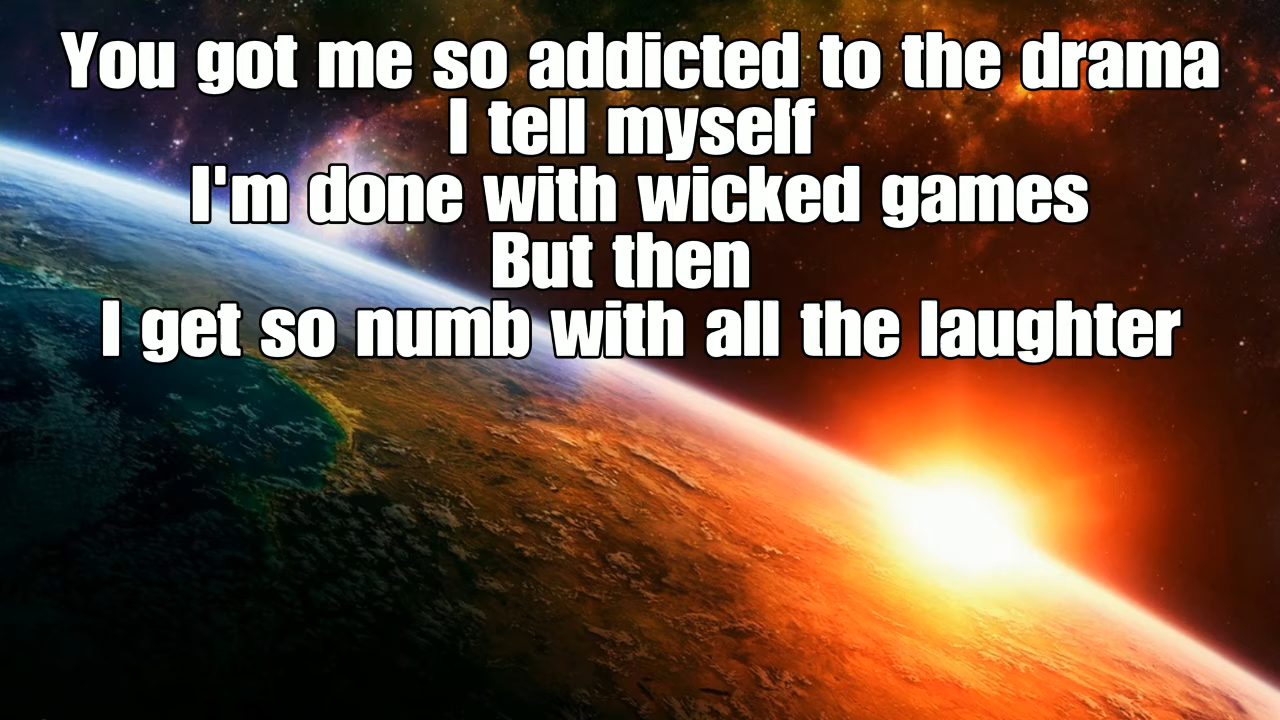 You got me so addicted to the drama
I tell myself
I'm done with wicked games
But then
I get so numb with all the laughter